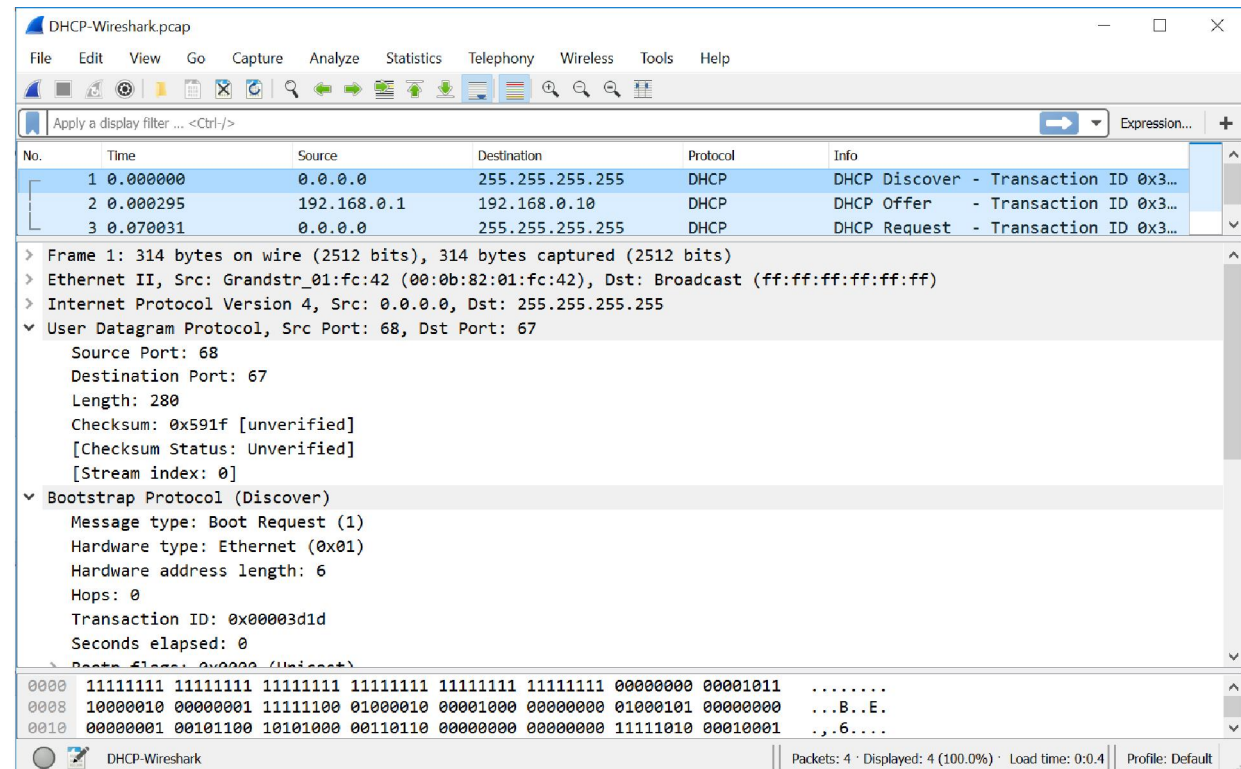 DHCP-Wireshark.pcap
File Edit View Go Capture Analyze Statistics Telephony Wireless Tools Help
Apply a display filter ... <Ctrl-/> Expression... +
No. Time Source Destination Protocol Info
1 0.000000 0.0.0.0 255.255.255.255 DHCP DHCP Discover - Transaction ID 0x3…
2 0.000295 192.168.0.1 192.168.0.10 DHCP DHCP Offer - Transaction ID 0x3…
3 0.070031 0.0.0.0 255.255.255.255 DHCP DHCP Request - Transaction ID 0x3…
> Frame 1: 314 bytes on wire (2512 bits), 314 bytes captured (2512 bits)
> Ethernet II, Src: Grandstr_01:fc:42 (00:0b:82:01:fc:42), Dst: Broadcast (ff:ff:ff:ff:ff:ff)
> Internet Protocol Version 4, Src: 0.0.0.0, Dst: 255.255.255.255
User Datagram Protocol, Src Port: 68, Dst Port: 67
Source Port: 68
Destination Port: 67
Length: 280
Checksum: 0x591f [unverified]
[Checksum Status: Unverified]
[Stream index: 0]
Bootstrap Protocol (Discover)
Message type: Boot Request (1)
Hardware type: Ethernet (0x01)
Hardware address length: 6
Hops: 0
Transaction ID: 0x00003d1d
Seconds elapsed: 0
> Bootp flags: 0x0000 (Unicast)
0000 11111111 11111111 11111111 11111111 11111111 11111111 00000000 00001011 ........
0008 10000010 00000001 11111100 01000010 00001000 00000000 01000101 00000000 ...B..E.
0010 00000001 00101100 10101000 00110110 00000000 00000000 11111010 00010001 .,.6....
DHCP-Wireshark Packets: 4 · Displayed: 4 (100.0%) · Load time: 0:0.4 Profile: Default